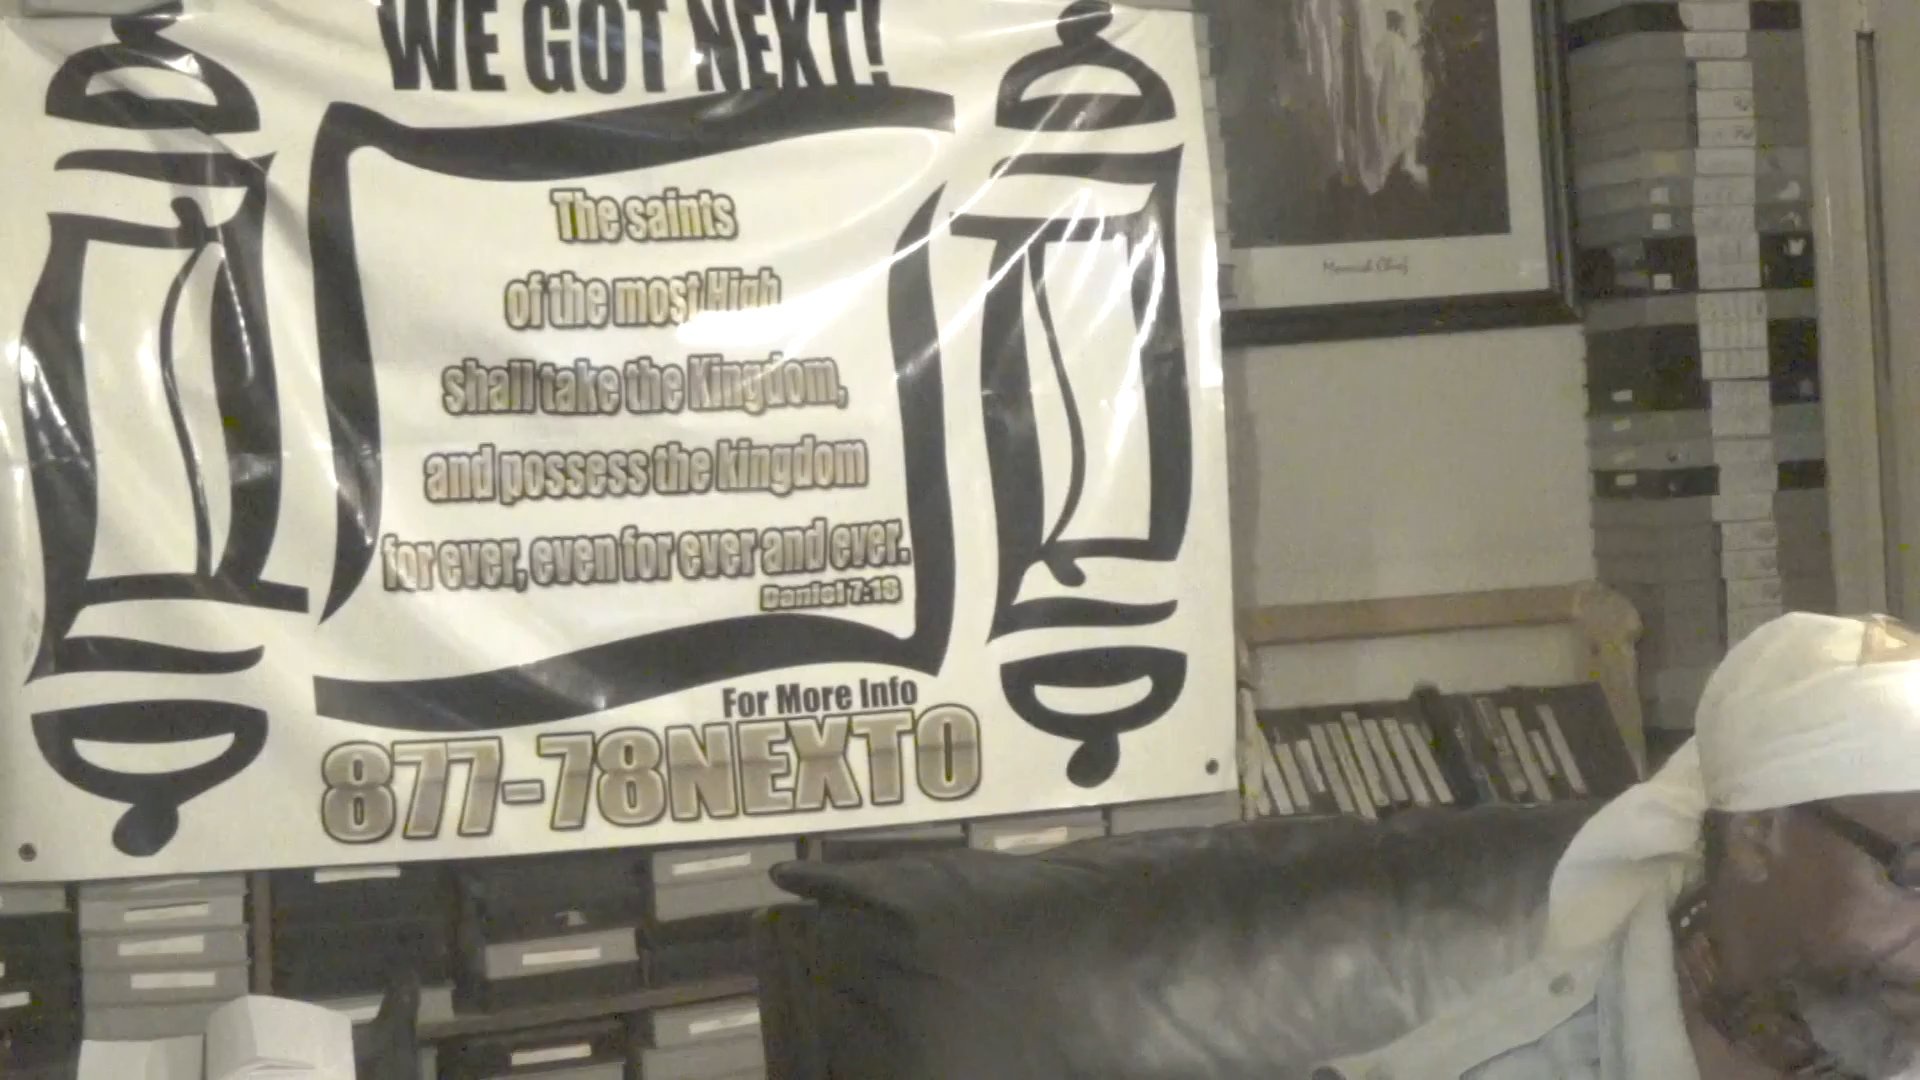 WE GOT NEXT!
The saints
of the most High
shall take the Kingdom,
and possess the kingdom
for ever, even for ever and ever.
Daniel 7:18
For More Info
877-78NEXTO